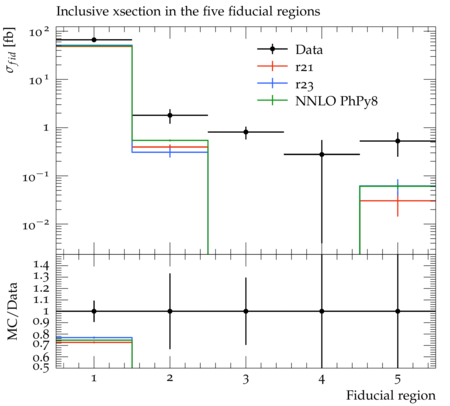 Inclusive xsection in the five fiducial regions
σfid [fb]
10²
10¹
1
10⁻¹
10⁻²
Data
r21
r23
NNLO PhPy8
MC/Data
1.4
1.3
1.2
1.1
1
0.9
0.8
0.7
0.6
0.5
1 2 3 4 5
Fiducial region